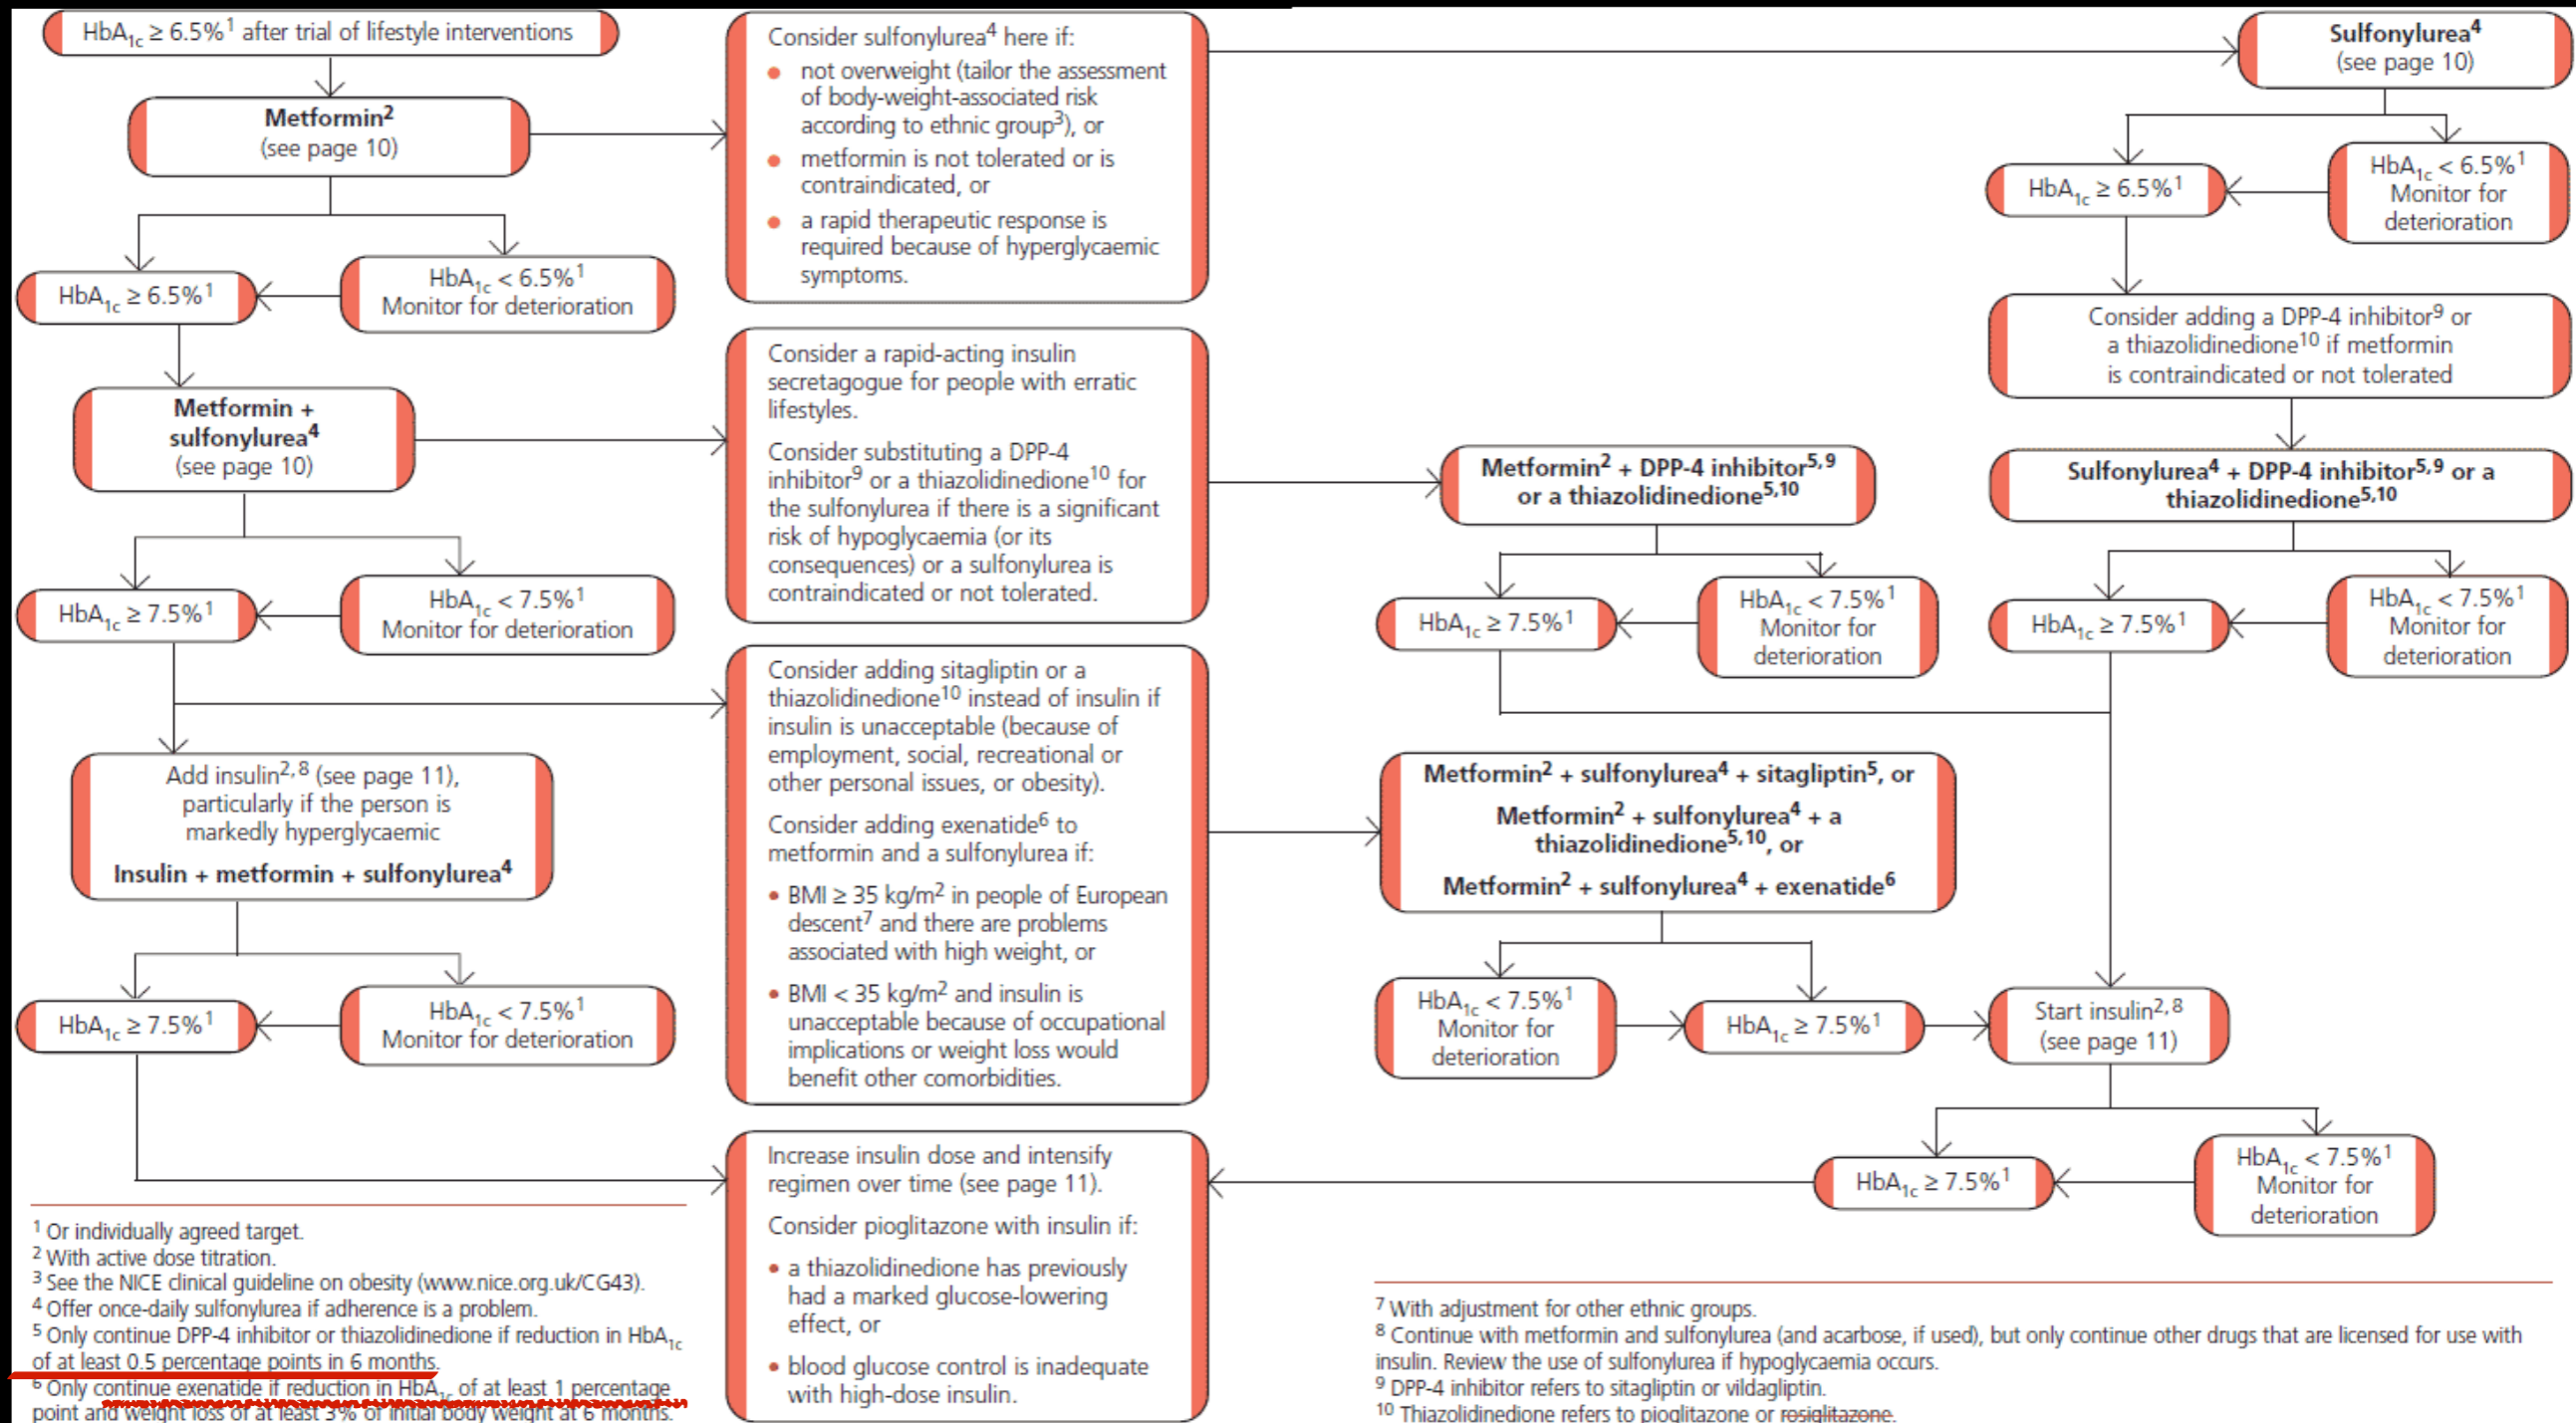 HbA1c ≥ 6.5%1 after trial of lifestyle interventions
Metformin2
(see page 10)
HbA1c ≥ 6.5%1
HbA1c < 6.5%1
Monitor for deterioration
Metformin +
sulfonylurea4
(see page 10)
HbA1c ≥ 7.5%1
HbA1c < 7.5%1
Monitor for deterioration
Add insulin2,8 (see page 11),
particularly if the person is
markedly hyperglycaemic
Insulin + metformin + sulfonylurea4
HbA1c ≥ 7.5%1
HbA1c < 7.5%1
Monitor for deterioration
Consider sulfonylurea4 here if:
• not overweight (tailor the assessment
of body-weight-associated risk
according to ethnic group3), or
• metformin is not tolerated or is
contraindicated, or
• a rapid therapeutic response is
required because of hyperglycaemic
symptoms.
Consider a rapid-acting insulin
secretagogue for people with erratic
lifestyles.
Consider substituting a DPP-4
inhibitor9 or a thiazolidinedione10 for
the sulfonylurea if there is a significant
risk of hypoglycaemia (or its
consequences) or a sulfonylurea is
contraindicated or not tolerated.
Consider adding sitagliptin or a
thiazolidinedione10 instead of insulin if
insulin is unacceptable (because of
employment, social, recreational or
other personal issues, or obesity).
Consider adding exenatide6 to
metformin and a sulfonylurea if:
• BMI ≥ 35 kg/m2 in people of European
descent7 and there are problems
associated with high weight, or
• BMI < 35 kg/m2 and insulin is
unacceptable because of occupational
implications or weight loss would
benefit other comorbidities.
Increase insulin dose and intensify
regimen over time (see page 11).
Consider pioglitazone with insulin if:
• a thiazolidinedione has previously
had a marked glucose-lowering
effect, or
• blood glucose control is inadequate
with high-dose insulin.
Sulfonylurea4
(see page 10)
HbA1c ≥ 6.5%1
HbA1c < 6.5%1
Monitor for
deterioration
Consider adding a DPP-4 inhibitor9 or
a thiazolidinedione10 if metformin
is contraindicated or not tolerated
Metformin2 + DPP-4 inhibitor5,9
or a thiazolidinedione5,10
Sulfonylurea4 + DPP-4 inhibitor5,9 or a
thiazolidinedione5,10
HbA1c ≥ 7.5%1
HbA1c < 7.5%1
Monitor for
deterioration
HbA1c ≥ 7.5%1
HbA1c < 7.5%1
Monitor for
deterioration
Metformin2 + sulfonylurea4 + sitagliptin5, or
Metformin2 + sulfonylurea4 + a
thiazolidinedione5,10, or
Metformin2 + sulfonylurea4 + exenatide6
HbA1c < 7.5%1
Monitor for
deterioration
HbA1c ≥ 7.5%1
Start insulin2,8
(see page 11)
HbA1c ≥ 7.5%1
HbA1c < 7.5%1
Monitor for
deterioration
1 Or individually agreed target.
2 With active dose titration.
3 See the NICE clinical guideline on obesity (www.nice.org.uk/CG43).
4 Offer once-daily sulfonylurea if adherence is a problem.
5 Only continue DPP-4 inhibitor or thiazolidinedione if reduction in HbA1c
of at least 0.5 percentage points in 6 months.
6 Only continue exenatide if reduction in HbA1c of at least 1 percentage
point and weight loss of at least 3% of initial body weight at 6 months.
7 With adjustment for other ethnic groups.
8 Continue with metformin and sulfonylurea (and acarbose, if used), but only continue other drugs that are licensed for use with
insulin. Review the use of sulfonylurea if hypoglycaemia occurs.
9 DPP-4 inhibitor refers to sitagliptin or vildagliptin.
10 Thiazolidinedione refers to pioglitazone or rosiglitazone.